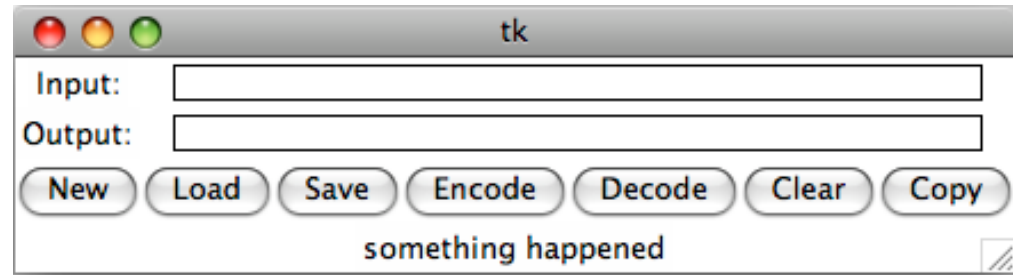 tk
Input:
Output:
New Load Save Encode Decode Clear Copy
something happened